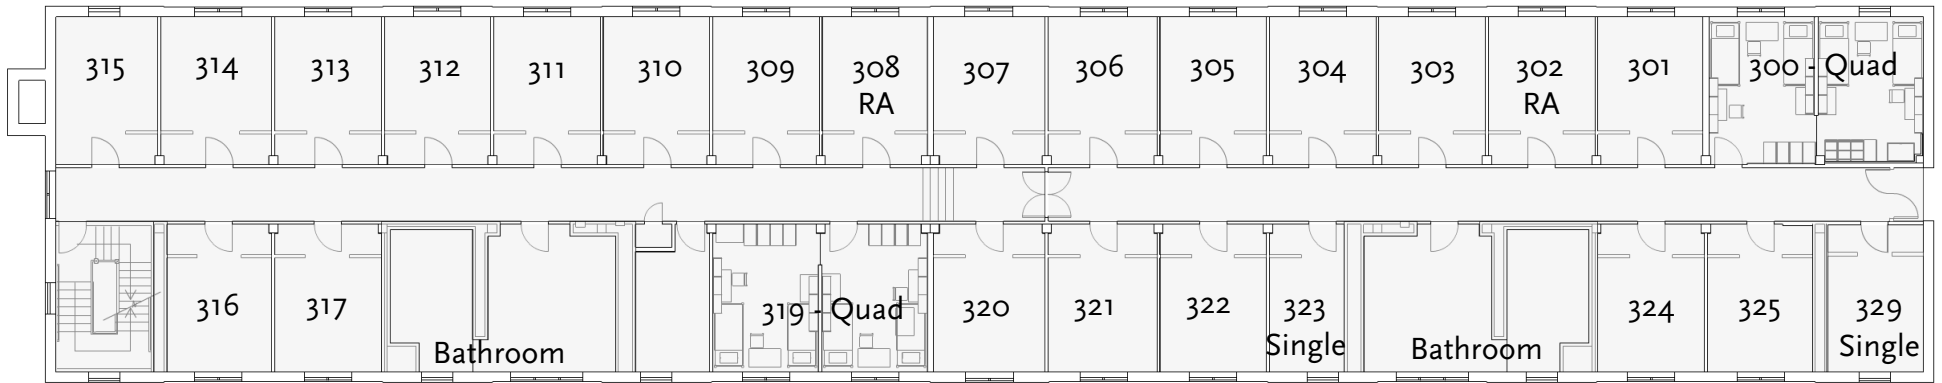 315 314 313 312 311 310 309 308 307 306 305 304 303 302 301 300 - Quad
RA RA
316 317 319 - Quad 320 321 322 323 324 325 329
Bathroom Single Bathroom Single